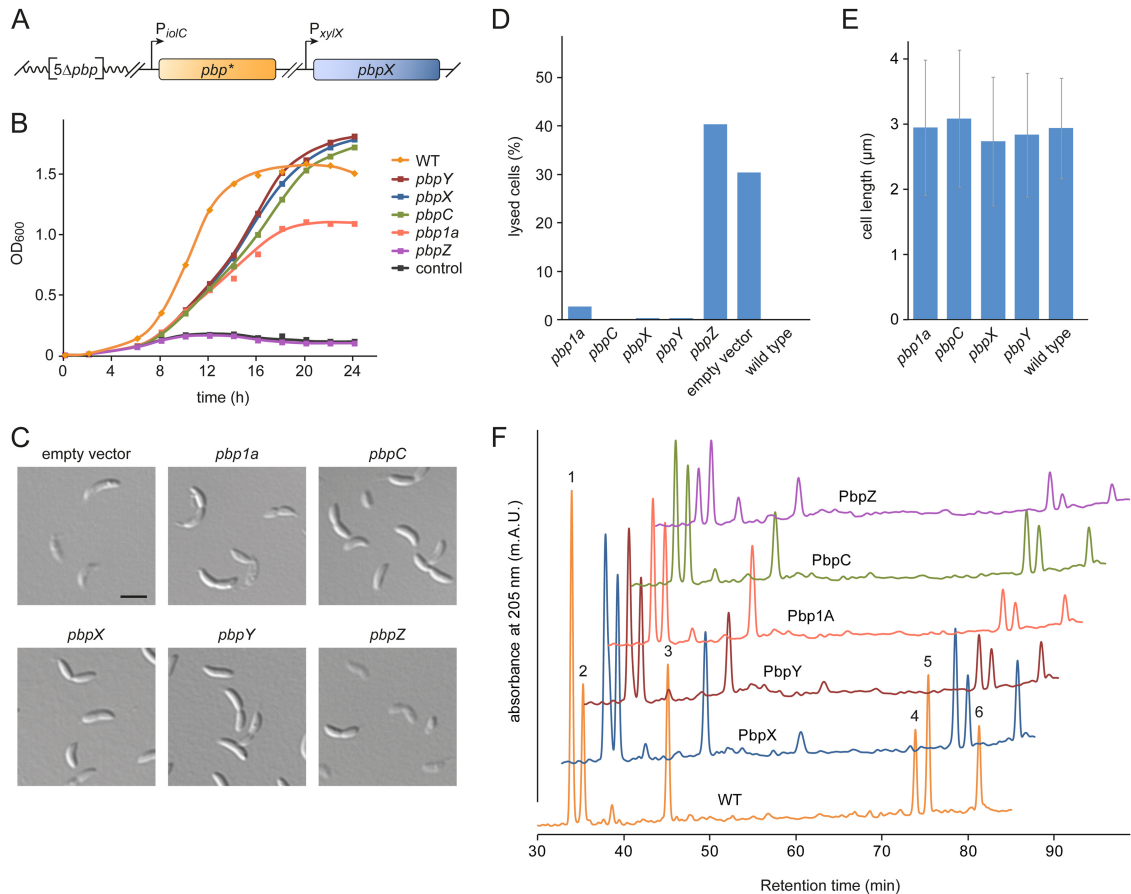 A
P_iolC
P_xylX
5Δpbp
pbp*
pbpX
B
OD600
1.5
1.0
0.5
0
0 4 8 12 16 20 24
time (h)
WT
pbpY
pbpX
pbpC
pbp1a
pbpZ
control
C
empty vector
pbp1a
pbpC
pbpX
pbpY
pbpZ
D
lysed cells (%)
50
40
30
20
10
0
pbp1a
pbpC
pbpX
pbpY
pbpZ
empty vector
wild type
E
cell length (µm)
4
3
2
1
0
pbp1a
pbpC
pbpX
pbpY
wild type
F
absorbance at 205 nm (m.A.U.)
1
2
3
4
5
6
PbpZ
PbpC
Pbp1A
PbpY
PbpX
WT
30 40 50 60 70 80 90
Retention time (min)